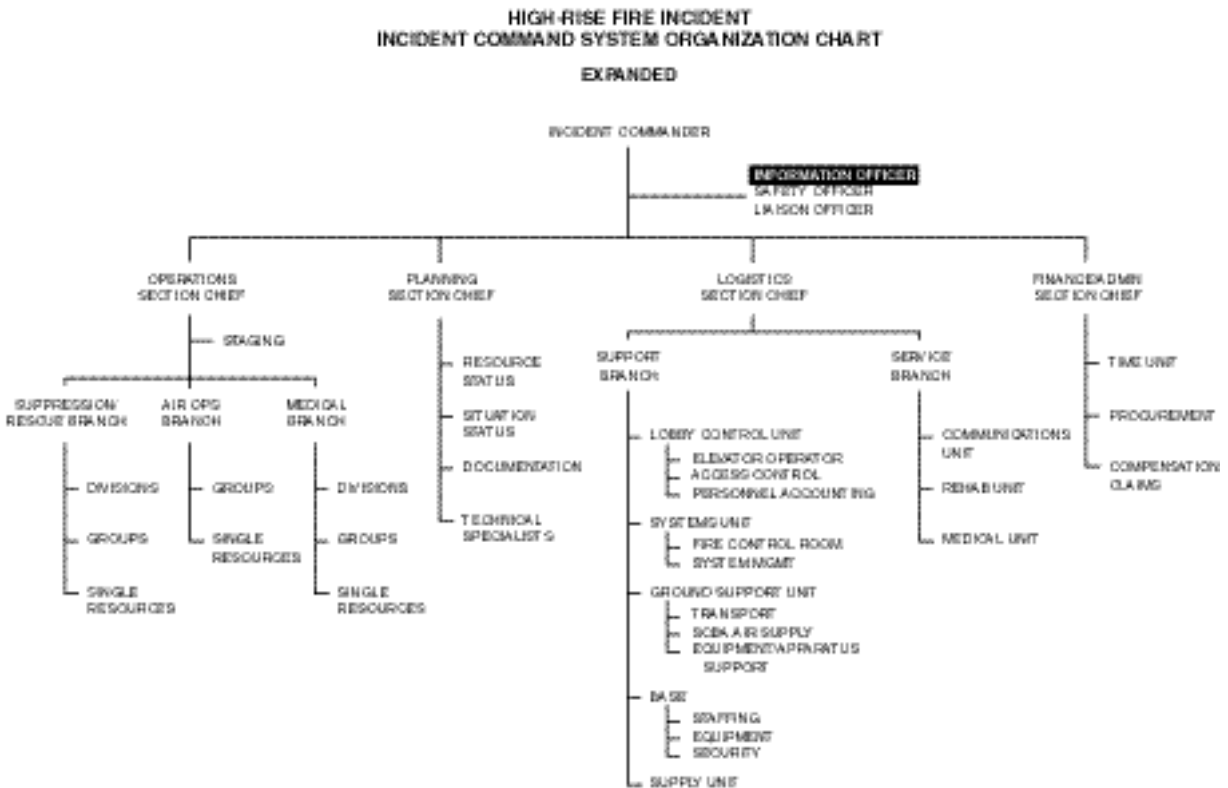 HIGH-RISE FIRE INCIDENT
INCIDENT COMMAND SYSTEM ORGANIZATION CHART
EXPANDED
INCIDENT COMMANDER
INFORMATION OFFICER
SAFETY OFFICER
LIAISON OFFICER
OPERATIONS
SECTION CHIEF
PLANNING
SECTION CHIEF
LOGISTICS
SECTION CHIEF
FINANCE/ADMIN
SECTION CHIEF
STAGING
SUPPRESSION/
RESCUE BRANCH
AIR OPS
BRANCH
MEDICAL
BRANCH
DIVISIONS
GROUPS
SINGLE
RESOURCES
GROUPS
SINGLE
RESOURCES
DIVISIONS
GROUPS
SINGLE
RESOURCES
RESOURCE
STATUS
SITUATION
STATUS
DOCUMENTATION
TECHNICAL
SPECIALISTS
SUPPORT
BRANCH
LOBBY CONTROL UNIT
ELEVATOR OPERATOR
ACCESS CONTROL
PERSONNEL ACCOUNTING
SYSTEMS UNIT
FIRE CONTROL ROOM
SYSTEM MGMT
GROUND SUPPORT UNIT
TRANSPORT
SCBA AIR SUPPLY
EQUIPMENT/APPARATUS
SUPPORT
BASE
STAFFING
EQUIPMENT
SECURITY
SUPPLY UNIT
SERVICE
BRANCH
COMMUNICATIONS
UNIT
REHAB UNIT
MEDICAL UNIT
TIME UNIT
PROCUREMENT
COMPENSATION/
CLAIMS